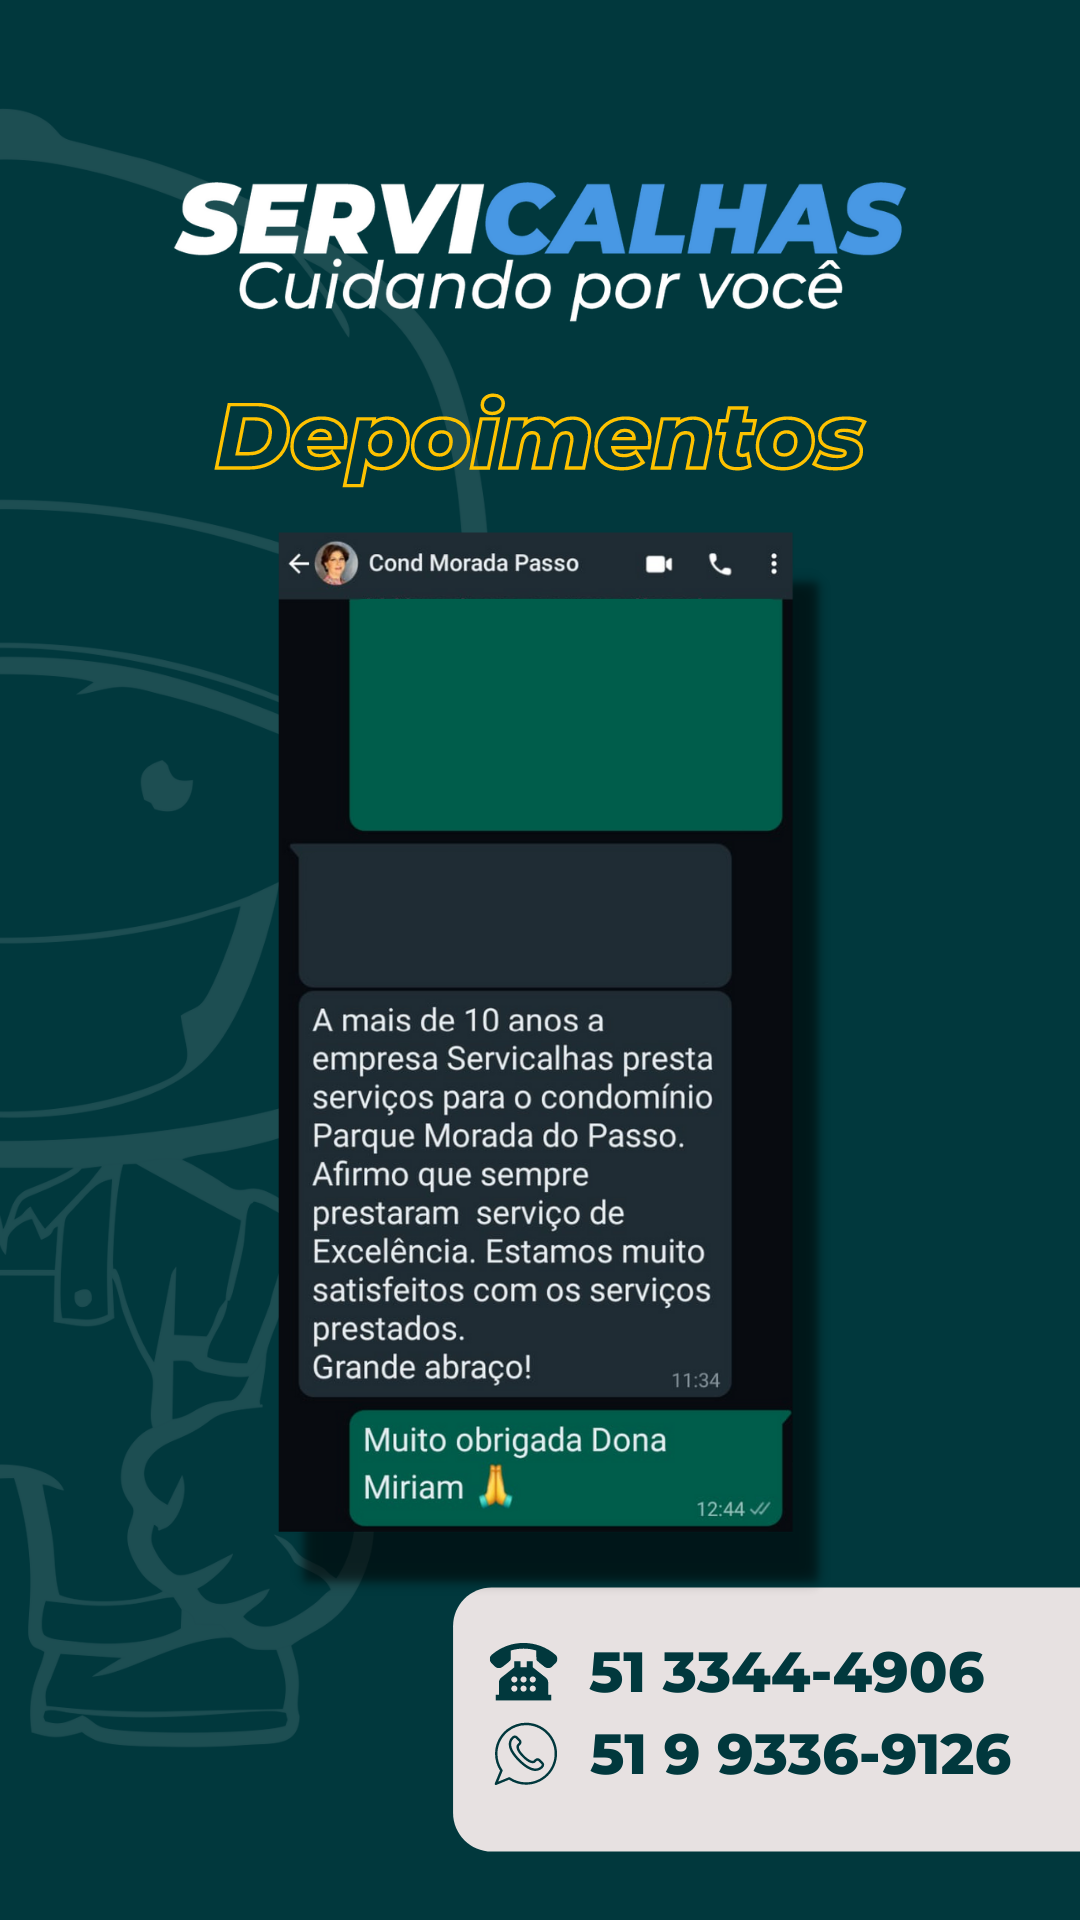 SERVICALHAS
Cuidando por você
Depoimentos
Cond Morada Passo
A mais de 10 anos a
empresa Servicalhas presta
serviços para o condomínio
Parque Morada do Passo.
Afirmo que sempre
prestaram  serviço de
Excelência. Estamos muito
satisfeitos com os serviços
prestados.
Grande abraço!
11:34
Muito obrigada Dona
Miriam 🙏
12:44
51 3344-4906
51 9 9336-9126